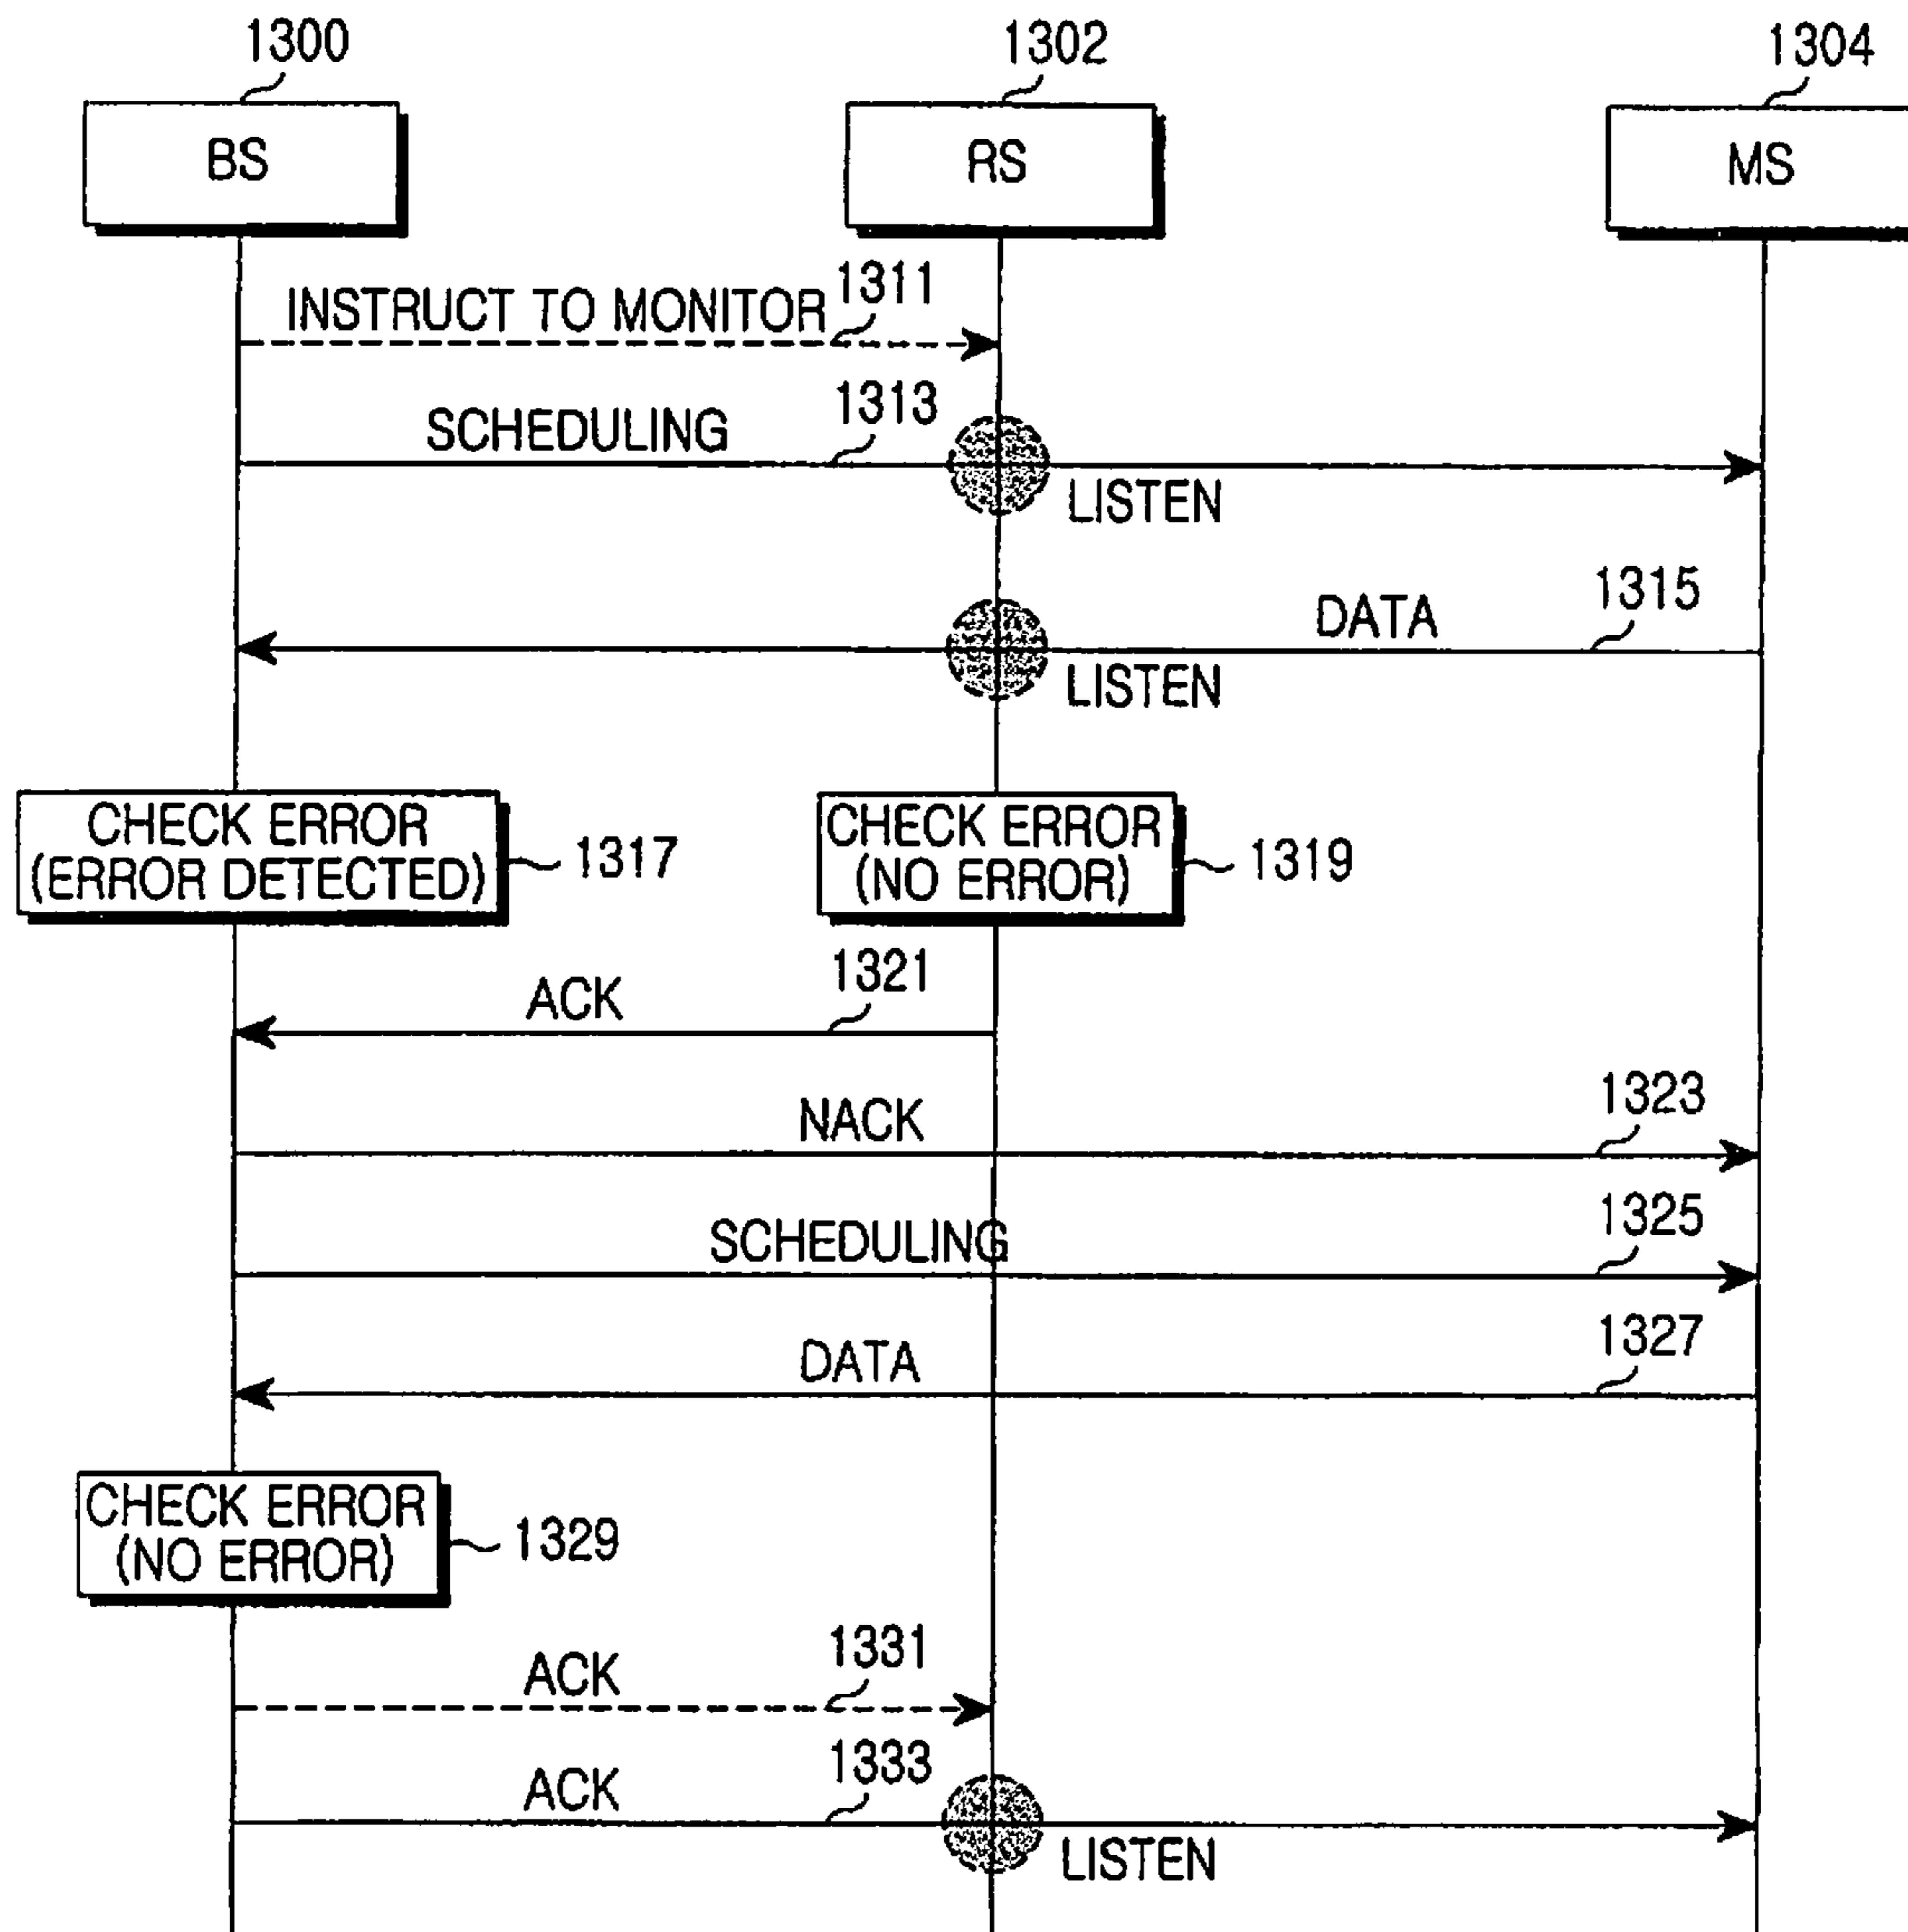 1300
1302
1304
BS
RS
MS
INSTRUCT TO MONITOR
1311
SCHEDULING
1313
LISTEN
DATA
1315
LISTEN
CHECK ERROR
(ERROR DETECTED)
1317
CHECK ERROR
(NO ERROR)
1319
ACK
1321
NACK
1323
SCHEDULING
1325
DATA
1327
CHECK ERROR
(NO ERROR)
1329
ACK
1331
ACK
1333
LISTEN